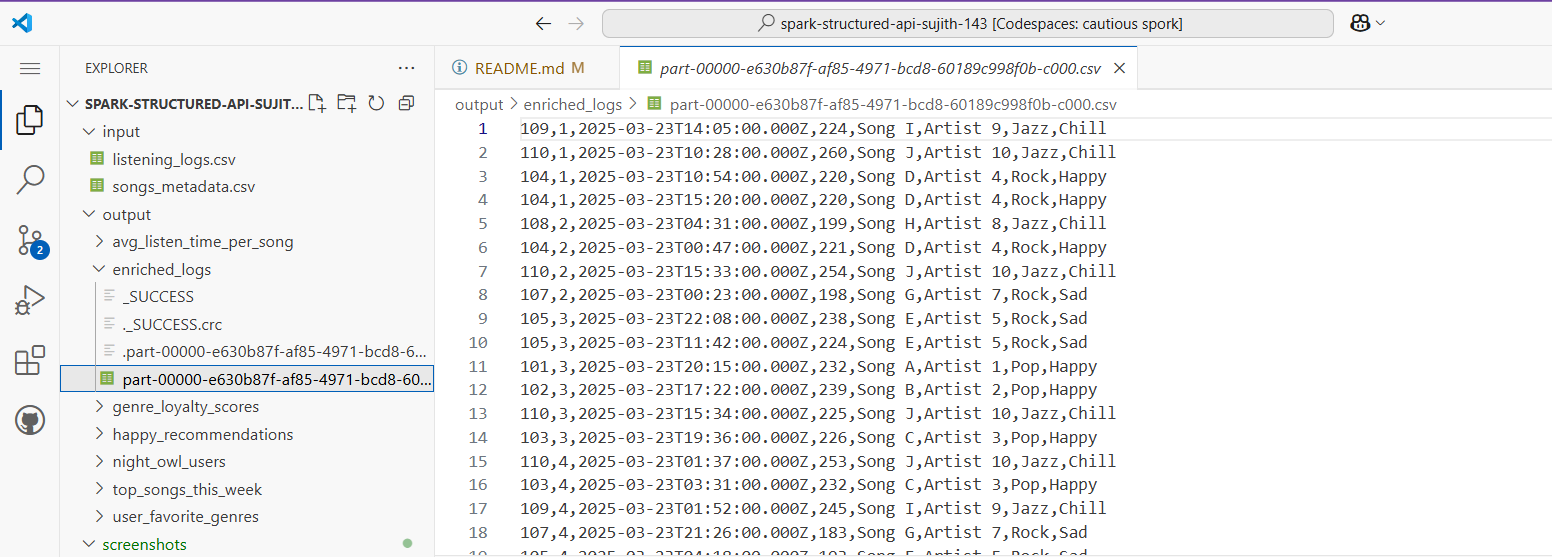 spark-structured-api-sujith-143 [Codespaces: cautious spork]
EXPLORER
SPARK-STRUCTURED-API-SUJIT...
input
listening_logs.csv
songs_metadata.csv
output
avg_listen_time_per_song
enriched_logs
_SUCCESS
._SUCCESS.crc
.part-00000-e630b87f-af85-4971-bcd8-6...
part-00000-e630b87f-af85-4971-bcd8-60...
genre_loyalty_scores
happy_recommendations
night_owl_users
top_songs_this_week
user_favorite_genres
screenshots
2
README.md M
part-00000-e630b87f-af85-4971-bcd8-60189c998f0b-c000.csv
output > enriched_logs > part-00000-e630b87f-af85-4971-bcd8-60189c998f0b-c000.csv
1 109,1,2025-03-23T14:05:00.000Z,224,Song I,Artist 9,Jazz,Chill
2 110,1,2025-03-23T10:28:00.000Z,260,Song J,Artist 10,Jazz,Chill
3 104,1,2025-03-23T10:54:00.000Z,220,Song D,Artist 4,Rock,Happy
4 104,1,2025-03-23T15:20:00.000Z,220,Song D,Artist 4,Rock,Happy
5 108,2,2025-03-23T04:31:00.000Z,199,Song H,Artist 8,Jazz,Chill
6 104,2,2025-03-23T00:47:00.000Z,221,Song D,Artist 4,Rock,Happy
7 110,2,2025-03-23T15:33:00.000Z,254,Song J,Artist 10,Jazz,Chill
8 107,2,2025-03-23T00:23:00.000Z,198,Song G,Artist 7,Rock,Sad
9 105,3,2025-03-23T22:08:00.000Z,238,Song E,Artist 5,Rock,Sad
10 105,3,2025-03-23T11:42:00.000Z,224,Song E,Artist 5,Rock,Sad
11 101,3,2025-03-23T20:15:00.000Z,232,Song A,Artist 1,Pop,Happy
12 102,3,2025-03-23T17:22:00.000Z,239,Song B,Artist 2,Pop,Happy
13 110,3,2025-03-23T15:34:00.000Z,225,Song J,Artist 10,Jazz,Chill
14 103,3,2025-03-23T19:36:00.000Z,226,Song C,Artist 3,Pop,Happy
15 110,4,2025-03-23T01:37:00.000Z,253,Song J,Artist 10,Jazz,Chill
16 103,4,2025-03-23T03:31:00.000Z,232,Song C,Artist 3,Pop,Happy
17 109,4,2025-03-23T01:52:00.000Z,245,Song I,Artist 9,Jazz,Chill
18 107,4,2025-03-23T21:26:00.000Z,183,Song G,Artist 7,Rock,Sad